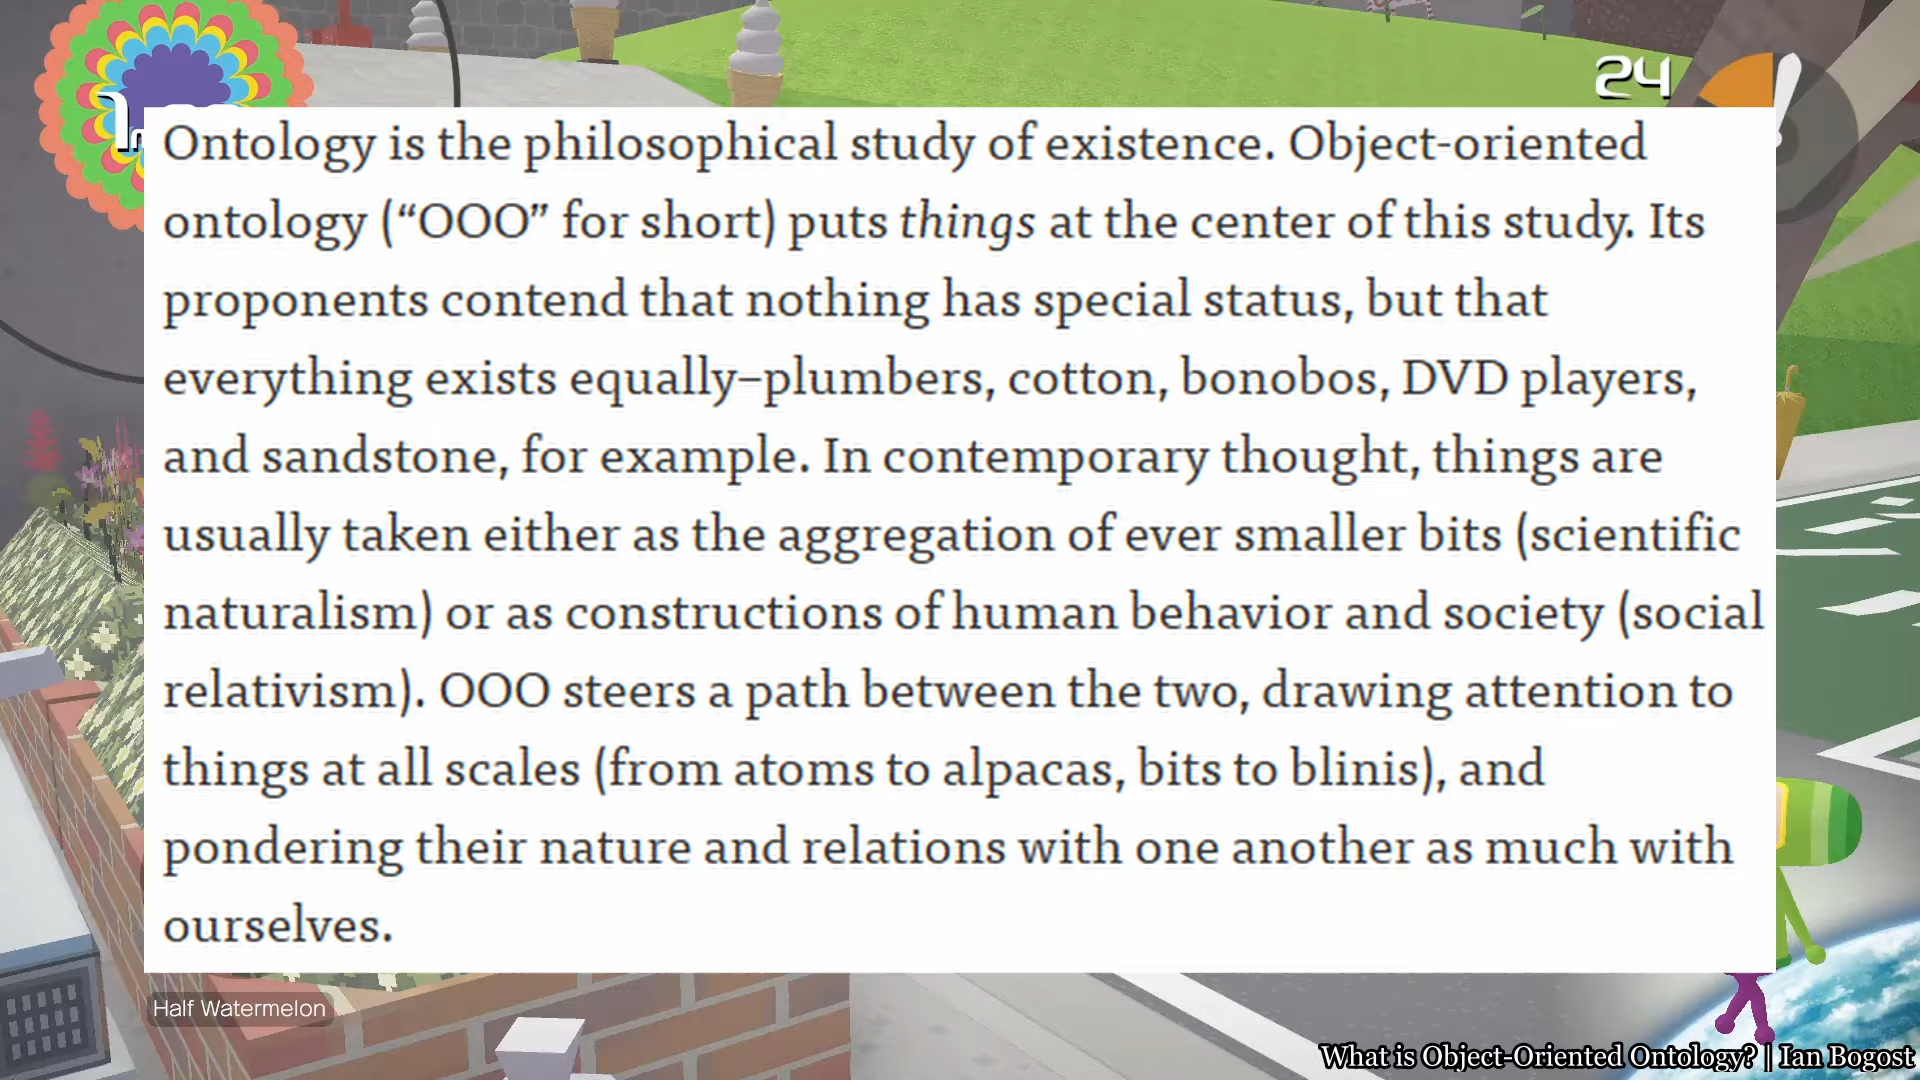 24
Ontology is the philosophical study of existence. Object-oriented
ontology (“OOO” for short) puts things at the center of this study. Its
proponents contend that nothing has special status, but that
everything exists equally–plumbers, cotton, bonobos, DVD players,
and sandstone, for example. In contemporary thought, things are
usually taken either as the aggregation of ever smaller bits (scientific
naturalism) or as constructions of human behavior and society (social
relativism). OOO steers a path between the two, drawing attention to
things at all scales (from atoms to alpacas, bits to blinis), and
pondering their nature and relations with one another as much with
ourselves.
Half Watermelon
What is Object-Oriented Ontology? | Ian Bogost